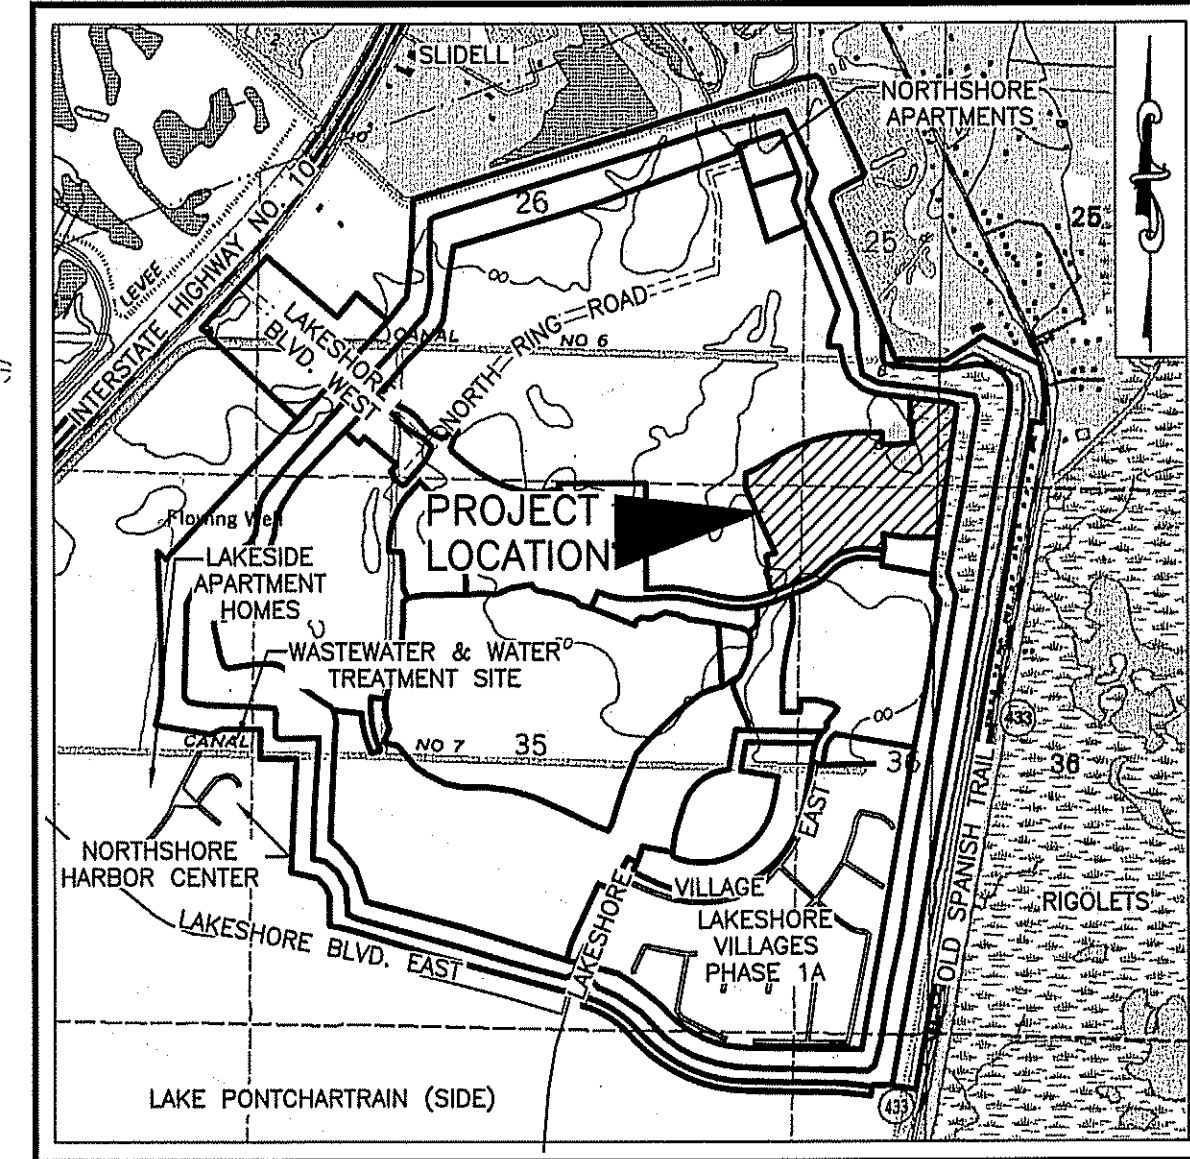 SLIDELL
NORTHSHORE
APARTMENTS
26
25
25
INTERSTATE HIGHWAY NO. 10
LEVEE
LAKESHOR
BLVD. WEST
CANAL
NO 6
NORTH RING ROAD
PROJECT
LOCATION
Flowing Well
LAKESIDE
APARTMENT
HOMES
WASTEWATER & WATER
TREATMENT SITE
CANAL
NO 7
35
36
433
36
OLD SPANISH TRAIL
NORTHSHORE
HARBOR CENTER
EAST
VILLAGE
LAKESHORE
LAKESHORE
VILLAGES
PHASE 1A
RIGOLETS
LAKESHORE BLVD. EAST
LAKE PONTCHARTRAIN (SIDE)
433